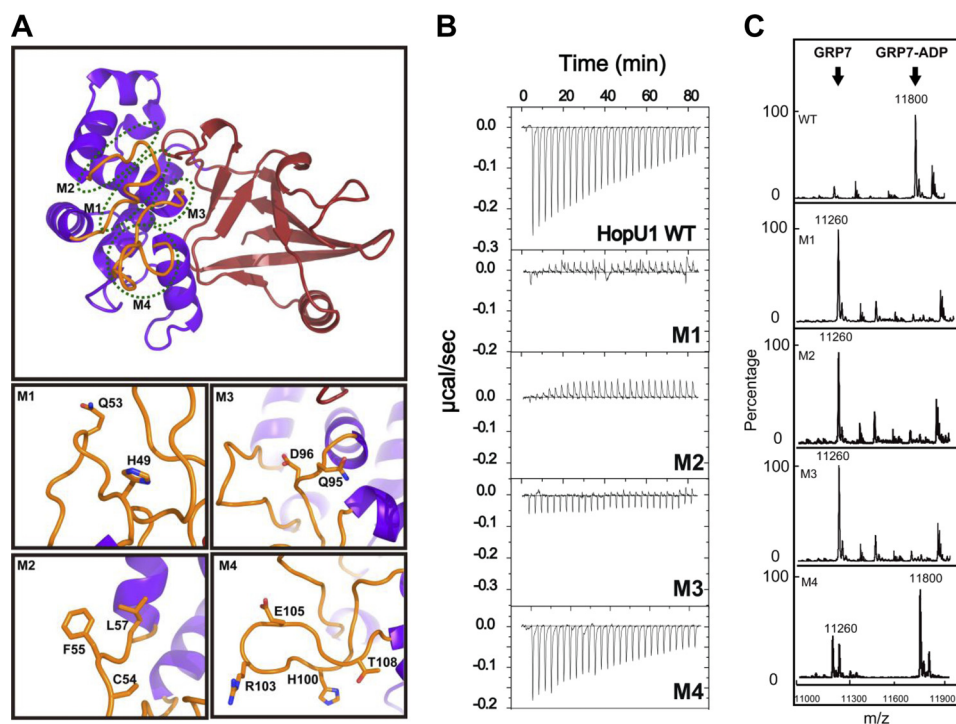 A
M2
M1
M3
M4
M1
Q53
H49
M3
D96
Q95
M2
L57
F55
C54
M4
E105
R103
H100
T108
B
Time (min)
0 20 40 60 80
0.0
-0.1
-0.2
-0.3
HopU1 WT
0.0
-0.1
-0.2
M1
0.0
-0.1
-0.2
M2
0.0
-0.1
-0.2
-0.3
M3
0.0
-0.1
-0.2
M4
µcal/sec
C
GRP7 GRP7-ADP
11800
100
WT
0
11260
M1
100
0
11260
M2
100
0
11260
M3
100
0
11800
M4
100
11260
0
11000 11300 11600 11900
m/z
Percentage